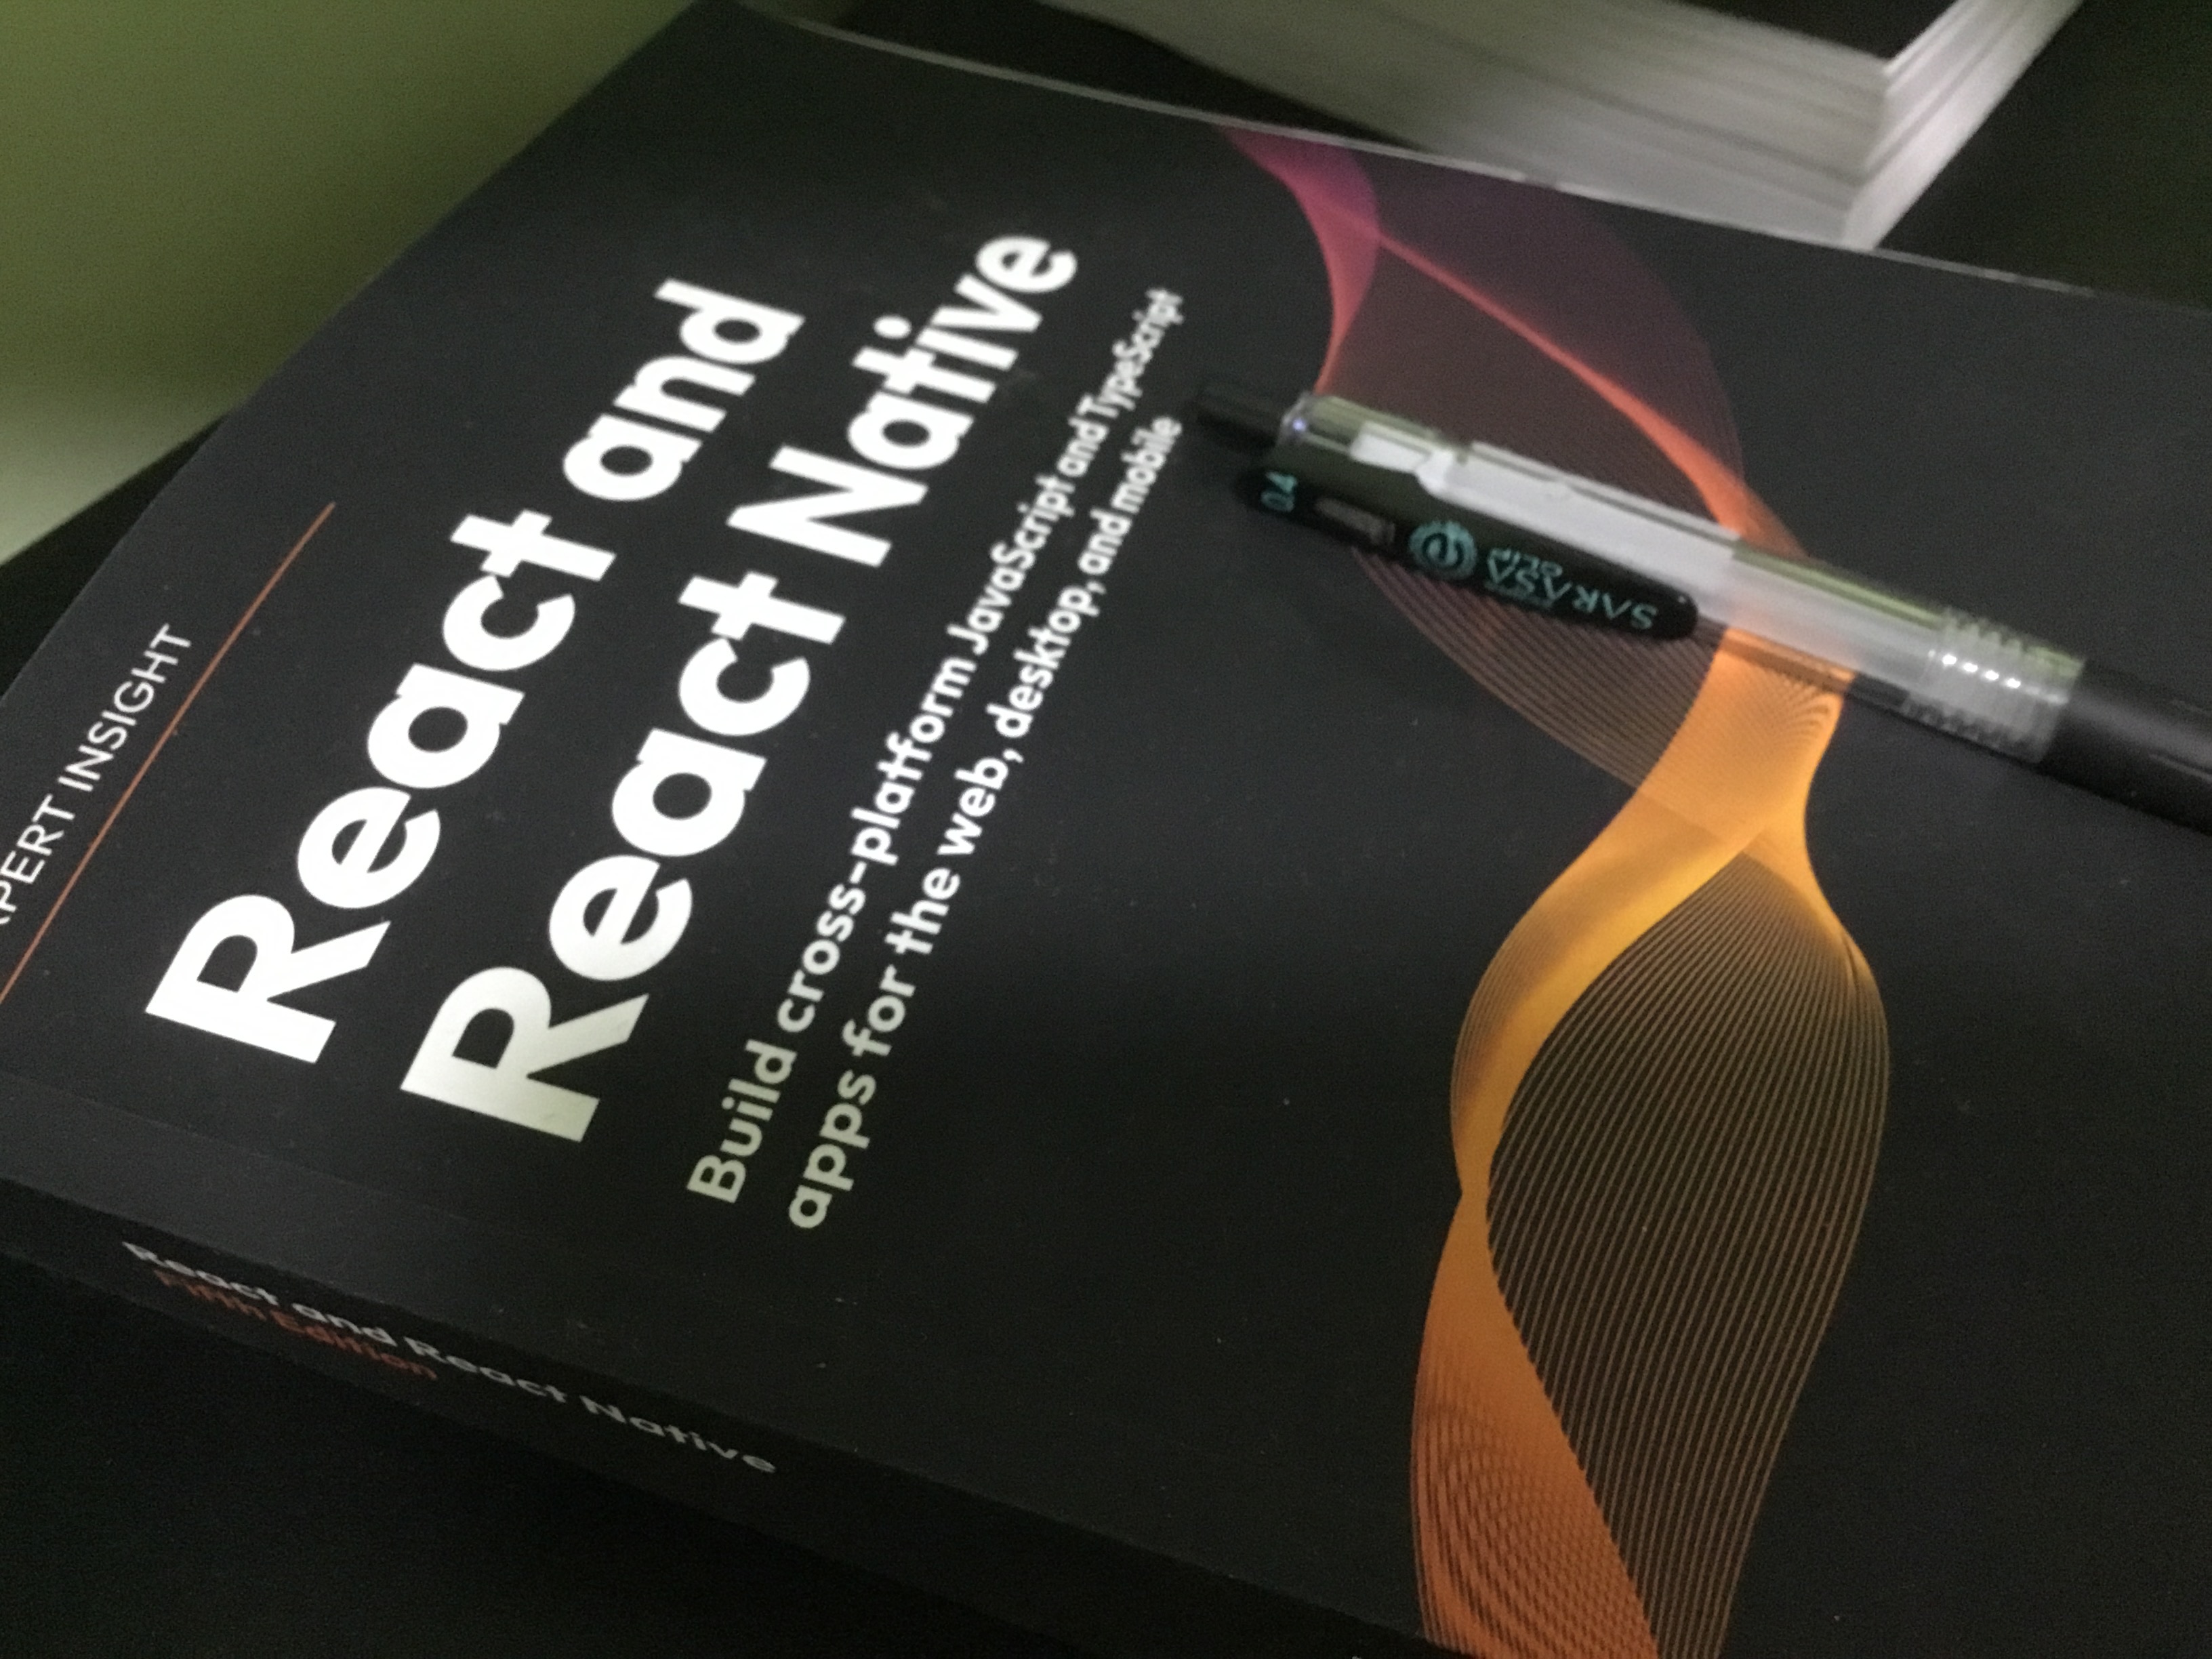 EXPERT INSIGHT
React and
React Native
Build cross-platform JavaScript and TypeScript
apps for the web, desktop, and mobile
React and React Native
Fifth Edition
0.4
SARASA
CLIP